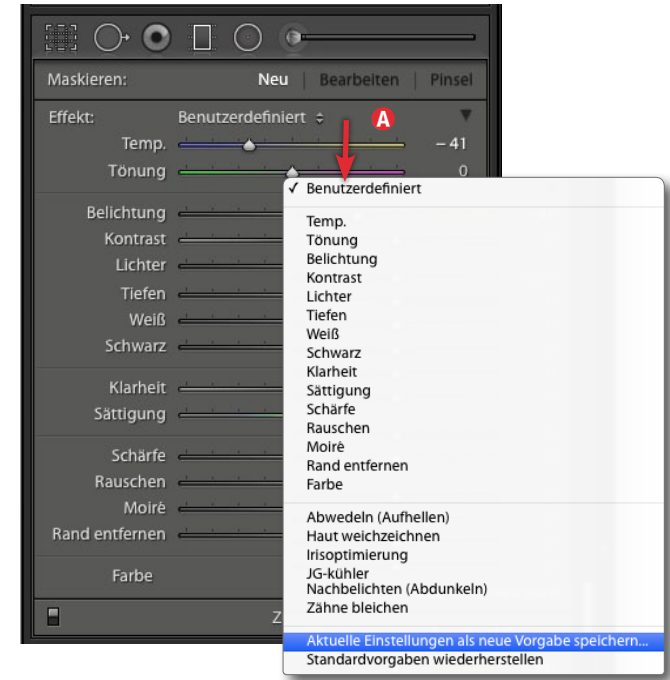 Maskieren: Neu | Bearbeiten | Pinsel
Effekt: Benutzerdefiniert A
Temp. – 41
Tönung 0
Belichtung
Kontrast
Lichter
Tiefen
Weiß
Schwarz
Klarheit
Sättigung
Schärfe
Rauschen
Moiré
Rand entfernen
Farbe
Z
✓ Benutzerdefiniert
Temp.
Tönung
Belichtung
Kontrast
Lichter
Tiefen
Weiß
Schwarz
Klarheit
Sättigung
Schärfe
Rauschen
Moiré
Rand entfernen
Farbe
Abwedeln (Aufhellen)
Haut weichzeichnen
Irisoptimierung
JG-kühler
Nachbelichten (Abdunkeln)
Zähne bleichen
Aktuelle Einstellungen als neue Vorgabe speichern...
Standardvorgaben wiederherstellen